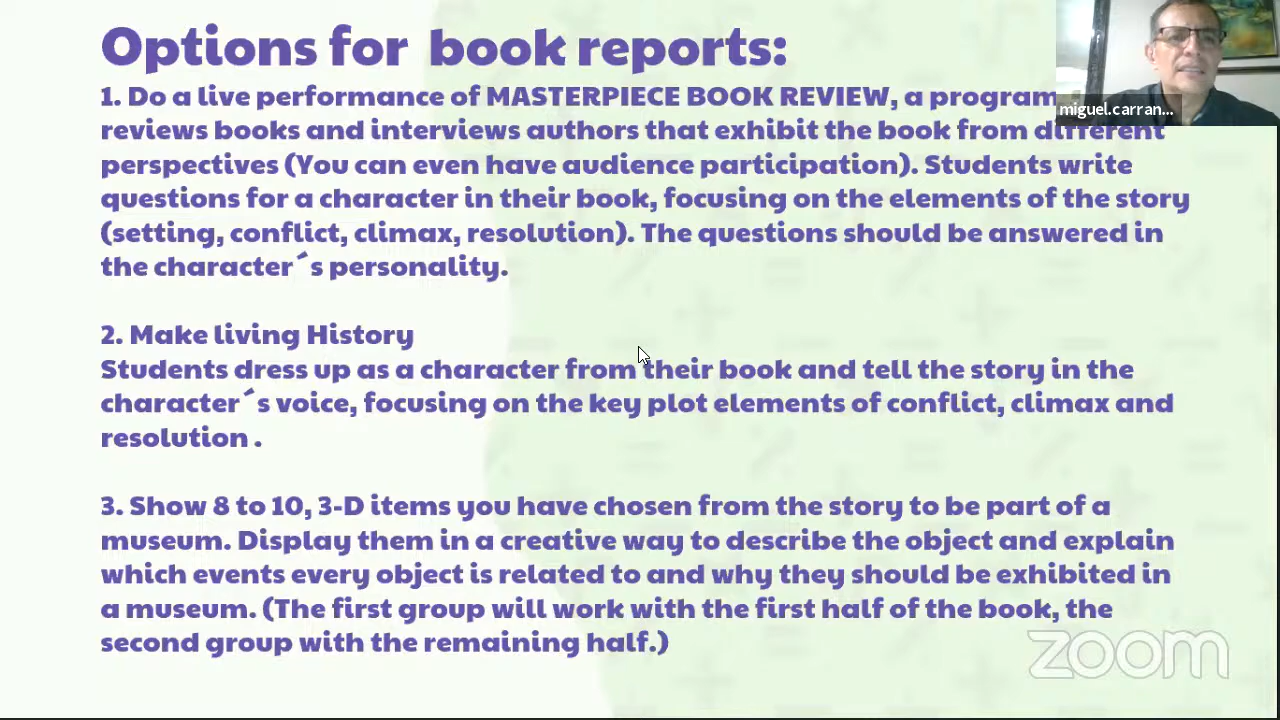 Options for book reports:
1. Do a live performance of MASTERPIECE BOOK REVIEW, a program
miguel.carran...
reviews books and interviews authors that exhibit the book from different
perspectives (You can even have audience participation). Students write
questions for a character in their book, focusing on the elements of the story
(setting, conflict, climax, resolution). The questions should be answered in
the character´s personality.
2. Make living History
Students dress up as a character from their book and tell the story in the
character´s voice, focusing on the key plot elements of conflict, climax and
resolution .
3. Show 8 to 10, 3-D items you have chosen from the story to be part of a
museum. Display them in a creative way to describe the object and explain
which events every object is related to and why they should be exhibited in
a museum. (The first group will work with the first half of the book, the
second group with the remaining half.)
zoom